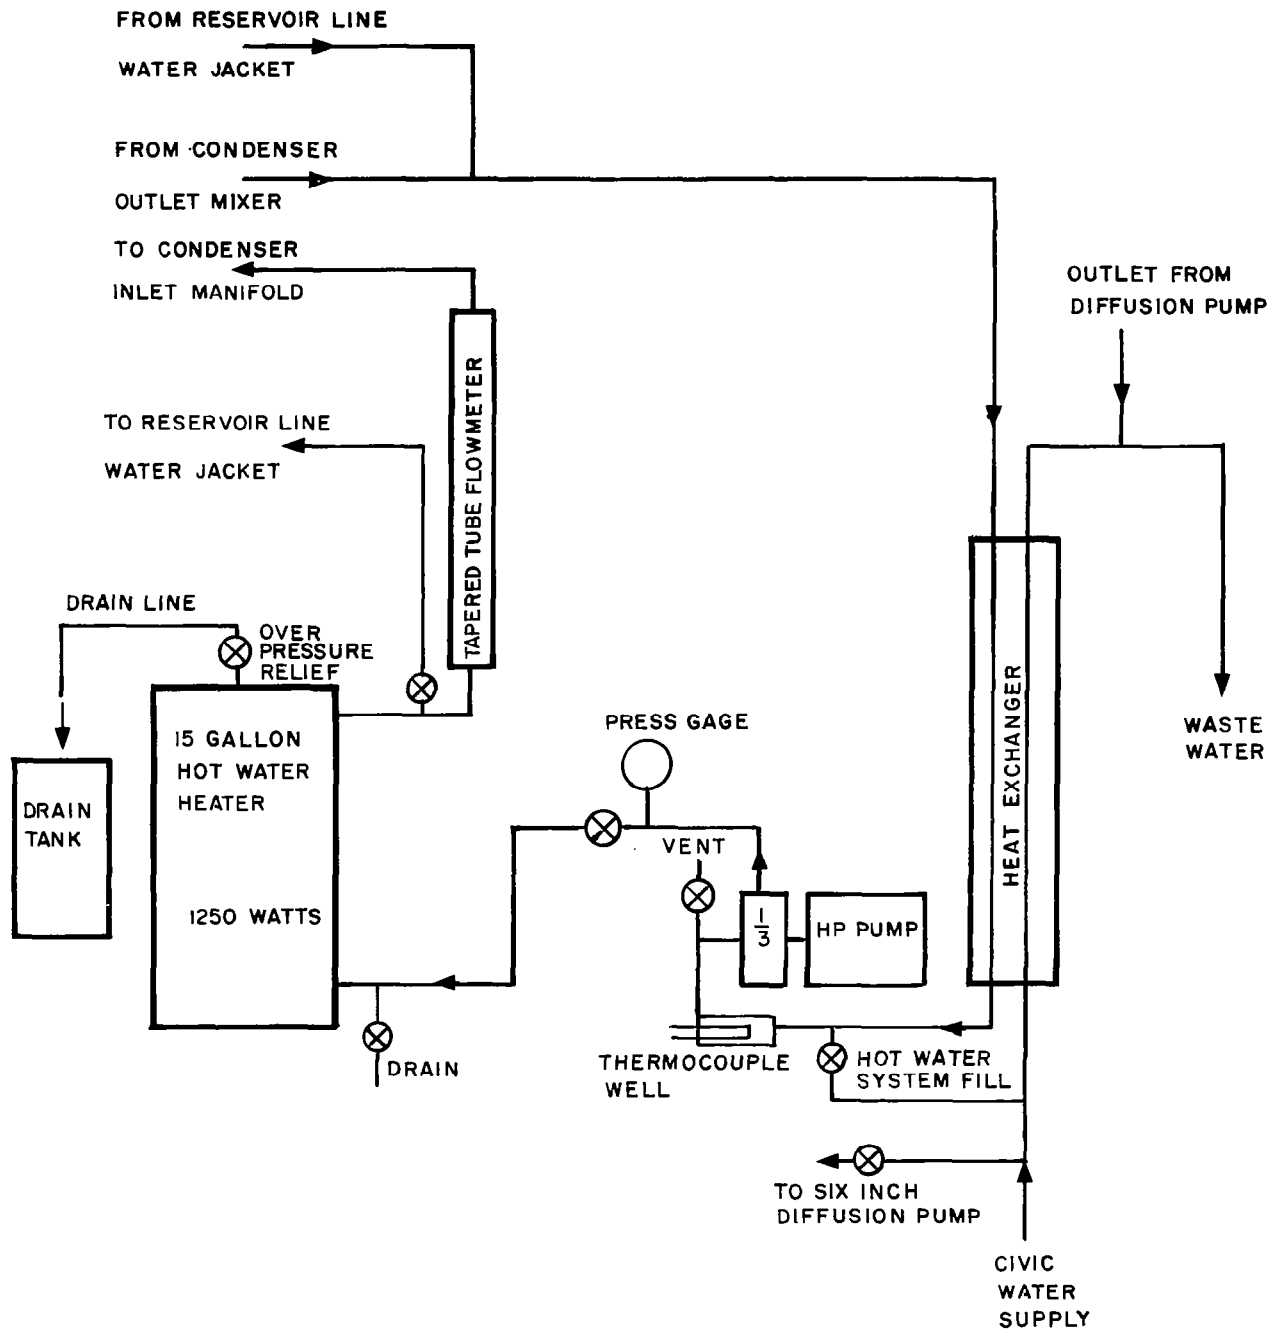 FROM RESERVOIR LINE
WATER JACKET
FROM CONDENSER
OUTLET MIXER
TO CONDENSER
INLET MANIFOLD
OUTLET FROM
DIFFUSION PUMP
TAPERED TUBE FLOWMETER
TO RESERVOIR LINE
WATER JACKET
DRAIN LINE
OVER
PRESSURE
RELIEF
15 GALLON
HOT WATER
HEATER
1250 WATTS
DRAIN
TANK
PRESS GAGE
VENT
1
3
HP PUMP
HEAT EXCHANGER
WASTE
WATER
THERMOCOUPLE
WELL
HOT WATER
SYSTEM FILL
DRAIN
TO SIX INCH
DIFFUSION PUMP
CIVIC
WATER
SUPPLY